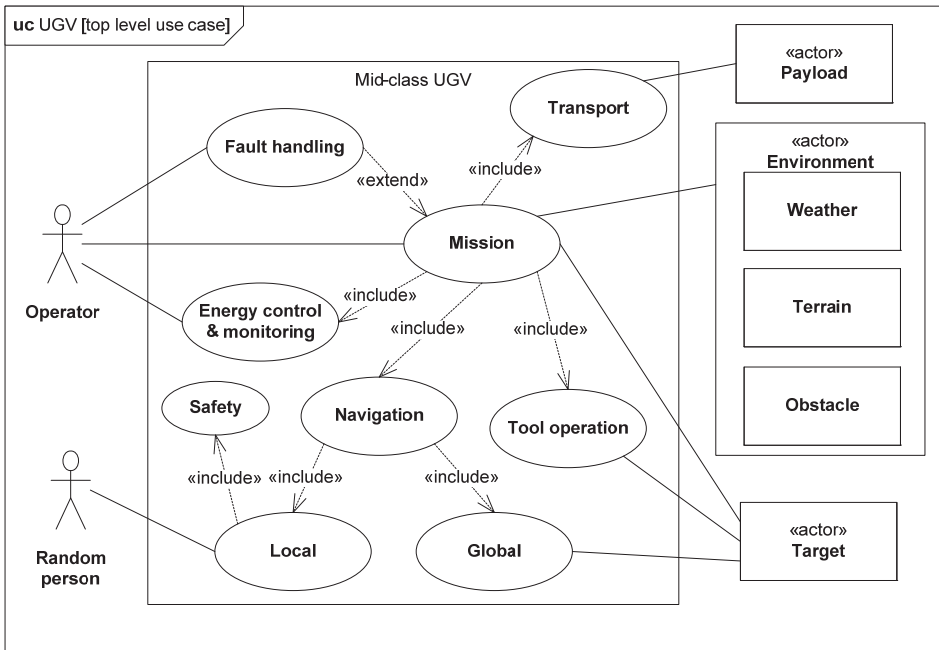 uc UGV [top level use case]
Mid-class UGV
«actor»
Payload
Transport
Fault handling
«extend»
«include»
«actor»
Environment
Weather
Mission
Operator
Energy control
& monitoring
«include»
«include»
«include»
Terrain
Safety
Navigation
Tool operation
Obstacle
«include»
«include»
«include»
Random
person
Local
Global
«actor»
Target